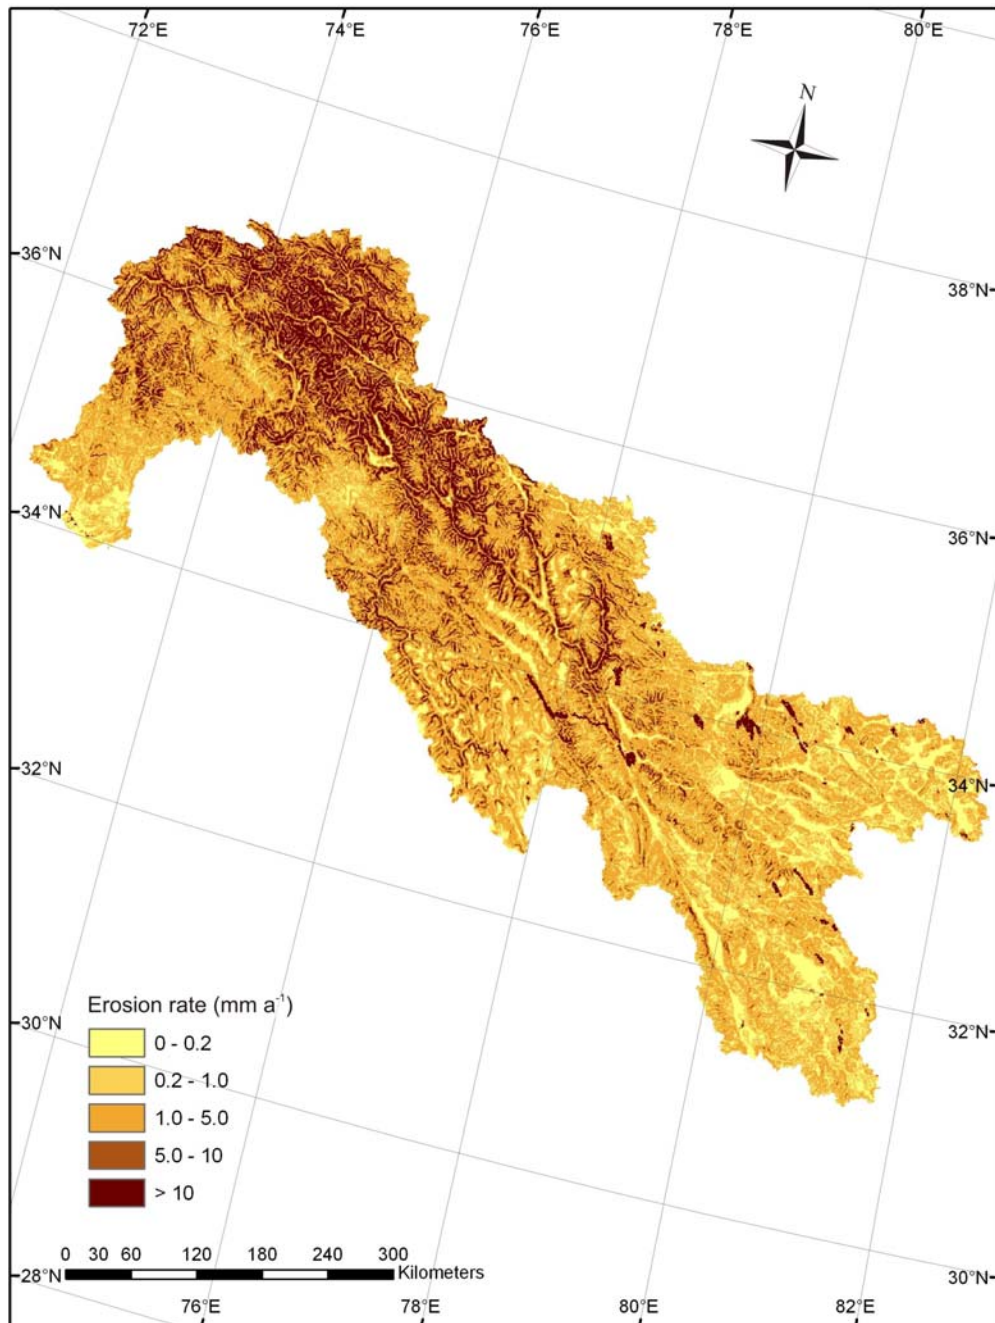 72°E 74°E 76°E 78°E 80°E
N
36°N
38°N
34°N
36°N
32°N
34°N
Erosion rate (mm a⁻¹)
0 - 0.2
0.2 - 1.0
1.0 - 5.0
5.0 - 10
> 10
30°N
32°N
0 30 60 120 180 240 300
Kilometers
28°N
30°N
76°E 78°E 80°E 82°E